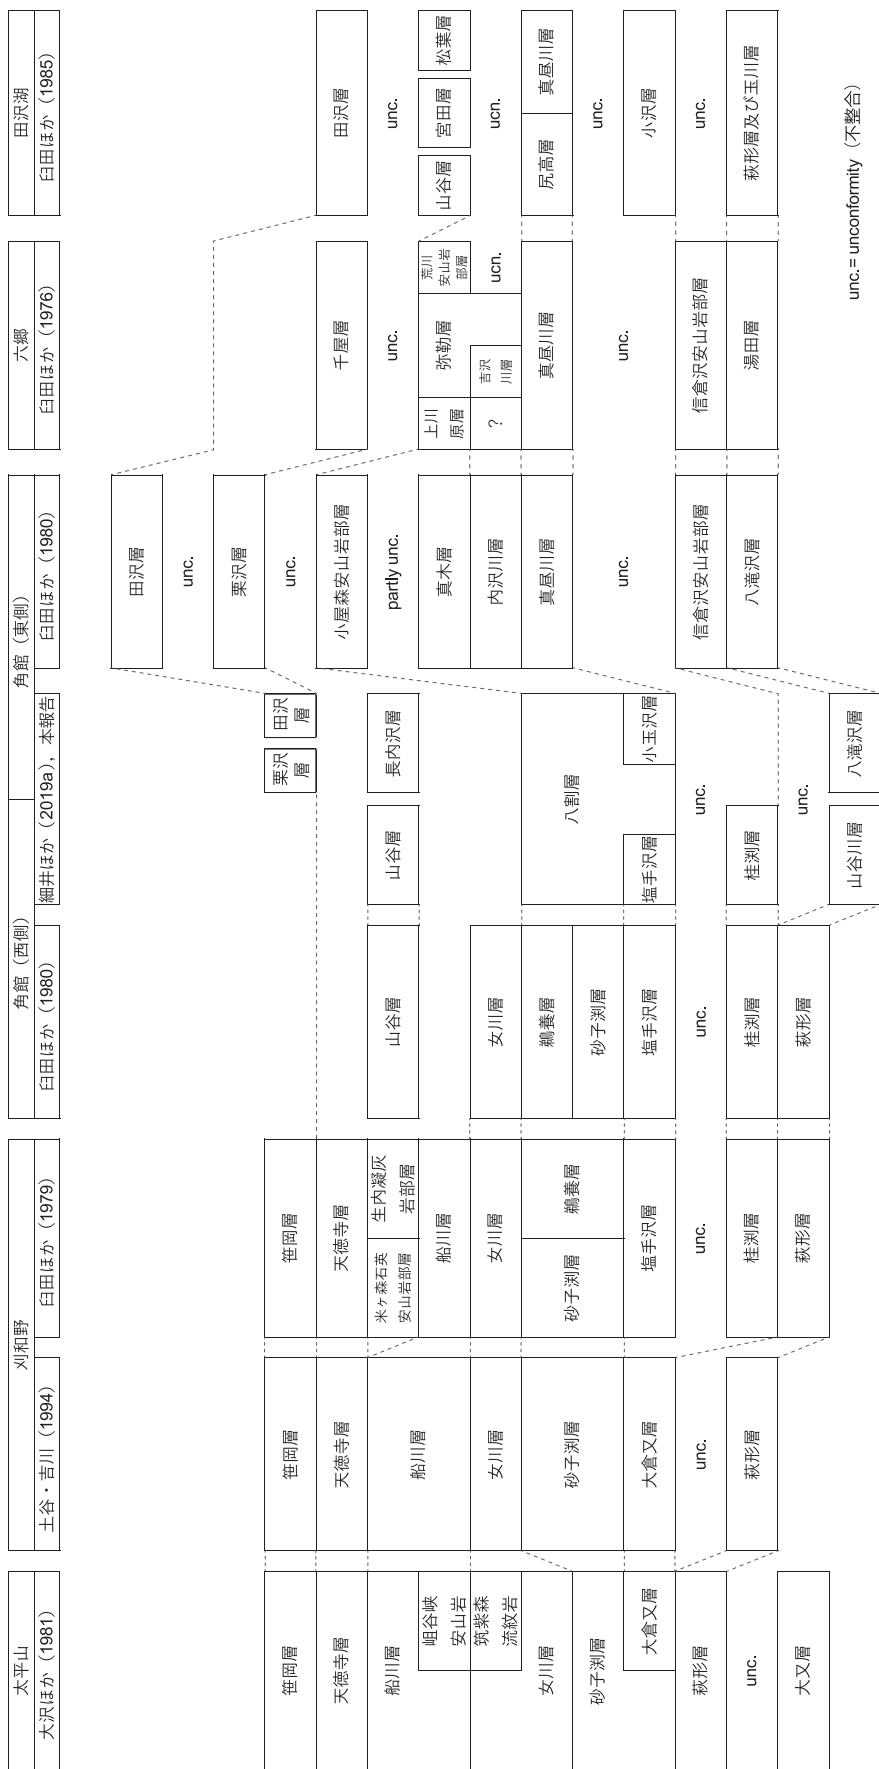 太平山
大沢ほか（1981）
笹岡層
天徳寺層
船川層
岨谷峡
安山岩
筑紫森
流紋岩
女川層
砂子渕層
大倉又層
萩形層
unc.
大又層
刈和野
土谷・吉川（1994）
笹岡層
天徳寺層
船川層
女川層
砂子渕層
大倉又層
unc.
萩形層
臼田ほか（1979）
笹岡層
天徳寺層
米ヶ森石英
安山岩部層
生内凝灰
岩部層
船川層
女川層
砂子渕層
鵜養層
塩手沢層
unc.
桂渕層
萩形層
角館（西側）
臼田ほか（1980）
山谷層
女川層
鵜養層
砂子渕層
塩手沢層
unc.
桂渕層
萩形層
細井ほか（2019a），本報告
栗沢
層
田沢
層
山谷層
長内沢層
八割層
塩手沢層
小玉沢層
unc.
桂渕層
unc.
山谷川層
八滝沢層
角館（東側）
臼田ほか（1980）
田沢層
unc.
栗沢層
unc.
小屋森安山岩部層
partly unc.
真木層
内沢川層
真昼川層
unc.
信倉沢安山岩部層
八滝沢層
六郷
臼田ほか（1976）
千屋層
unc.
上川
原層
弥勒層
荒川
安山岩
部層
?
吉沢
川層
ucn.
真昼川層
unc.
信倉沢安山岩部層
湯田層
田沢湖
臼田ほか（1985）
田沢層
unc.
山谷層
宮田層
松葉層
ucn.
尻高層
真昼川層
unc.
小沢層
unc.
萩形層及び玉川層
unc.= unconformity（不整合）